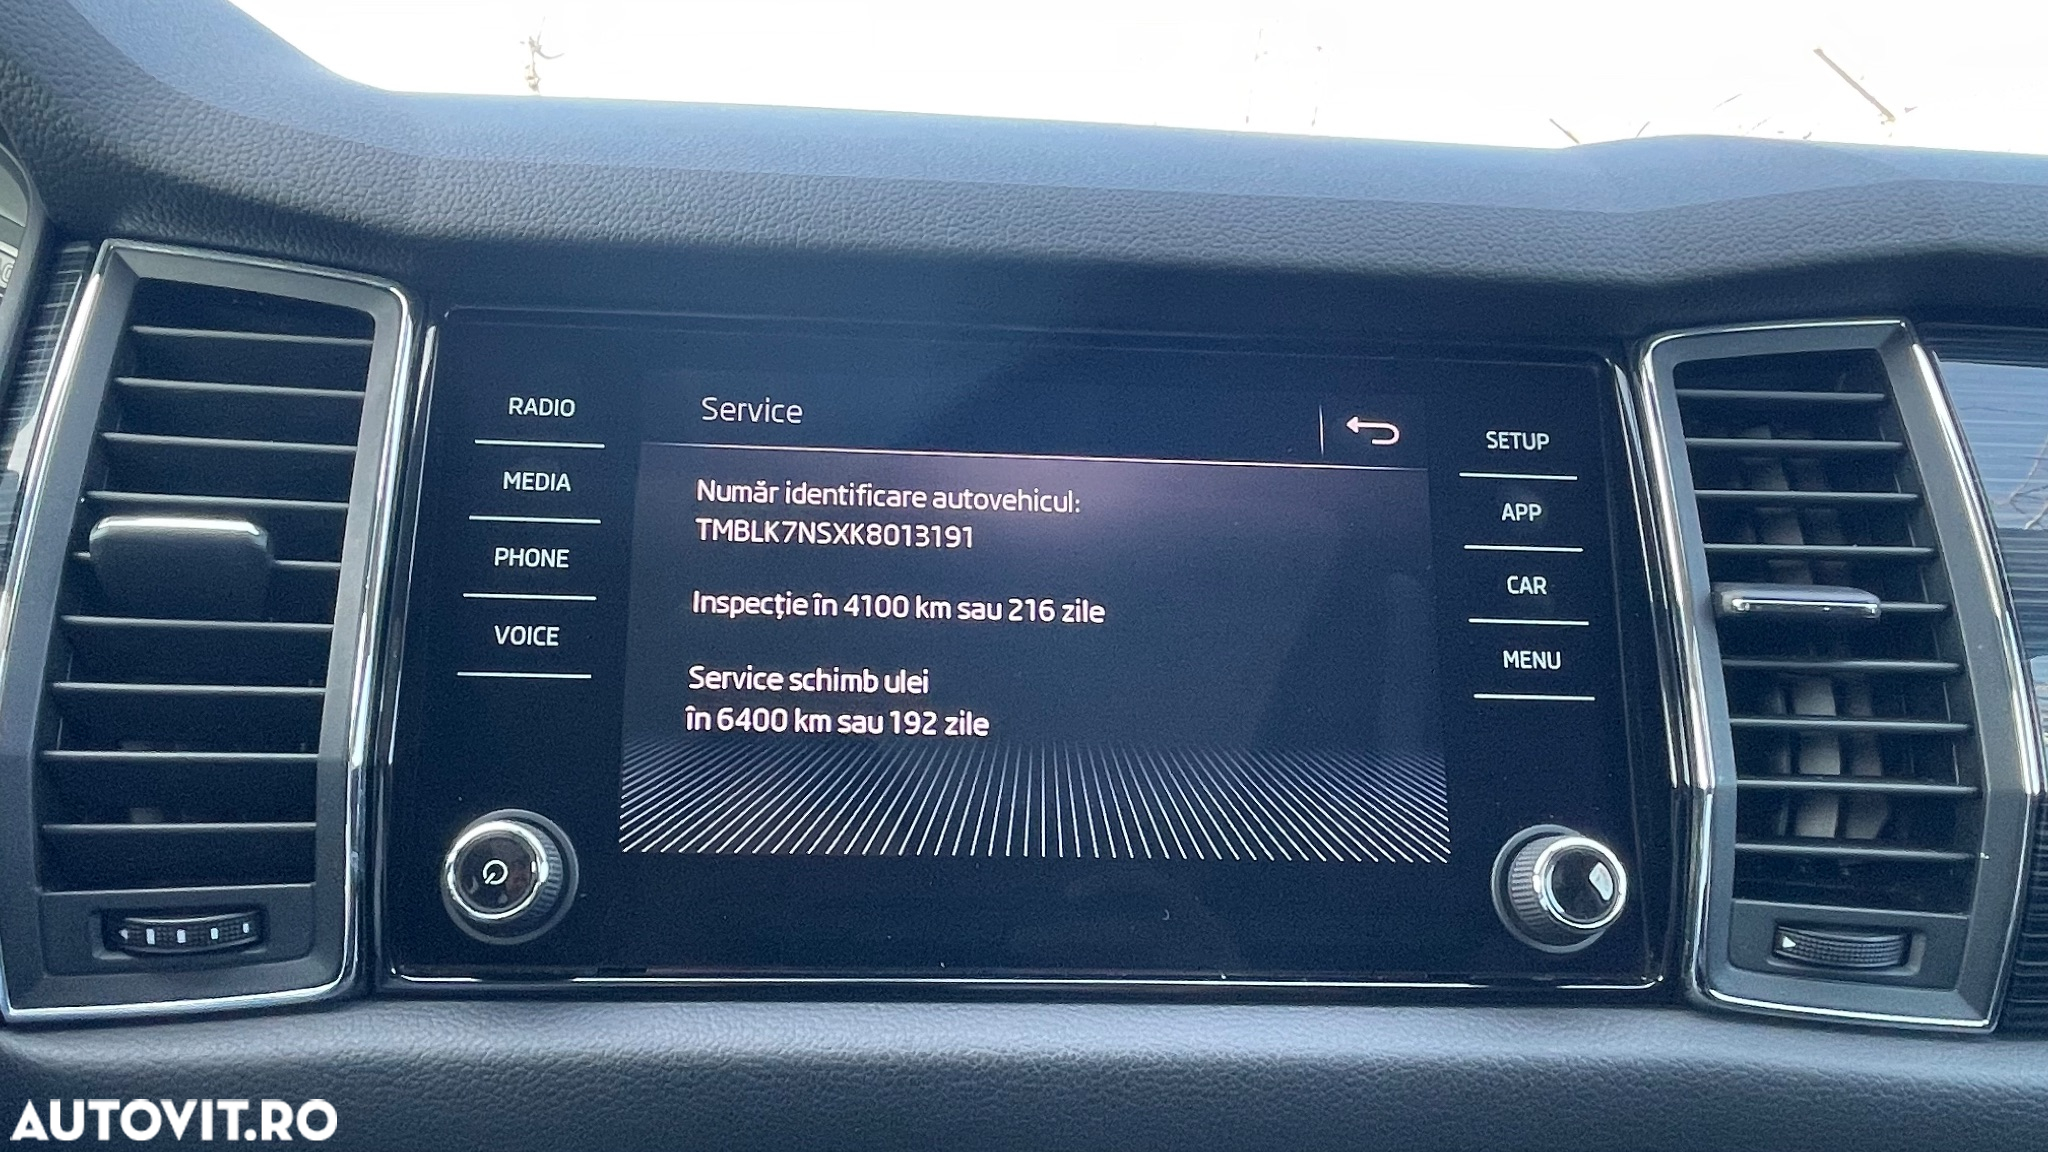 RADIO
MEDIA
PHONE
VOICE
Service
Număr identificare autovehicul:
TMBLK7NSXK8013191
Inspecție în 4100 km sau 216 zile
Service schimb ulei
în 6400 km sau 192 zile
SETUP
APP
CAR
MENU
AUTOVIT.RO